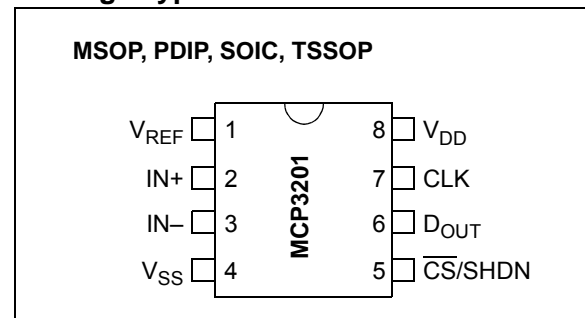 MSOP, PDIP, SOIC, TSSOP
VREF 1 8 VDD
IN+ 2 7 CLK
IN– 3 6 DOUT
VSS 4 5 CS/SHDN
MCP3201